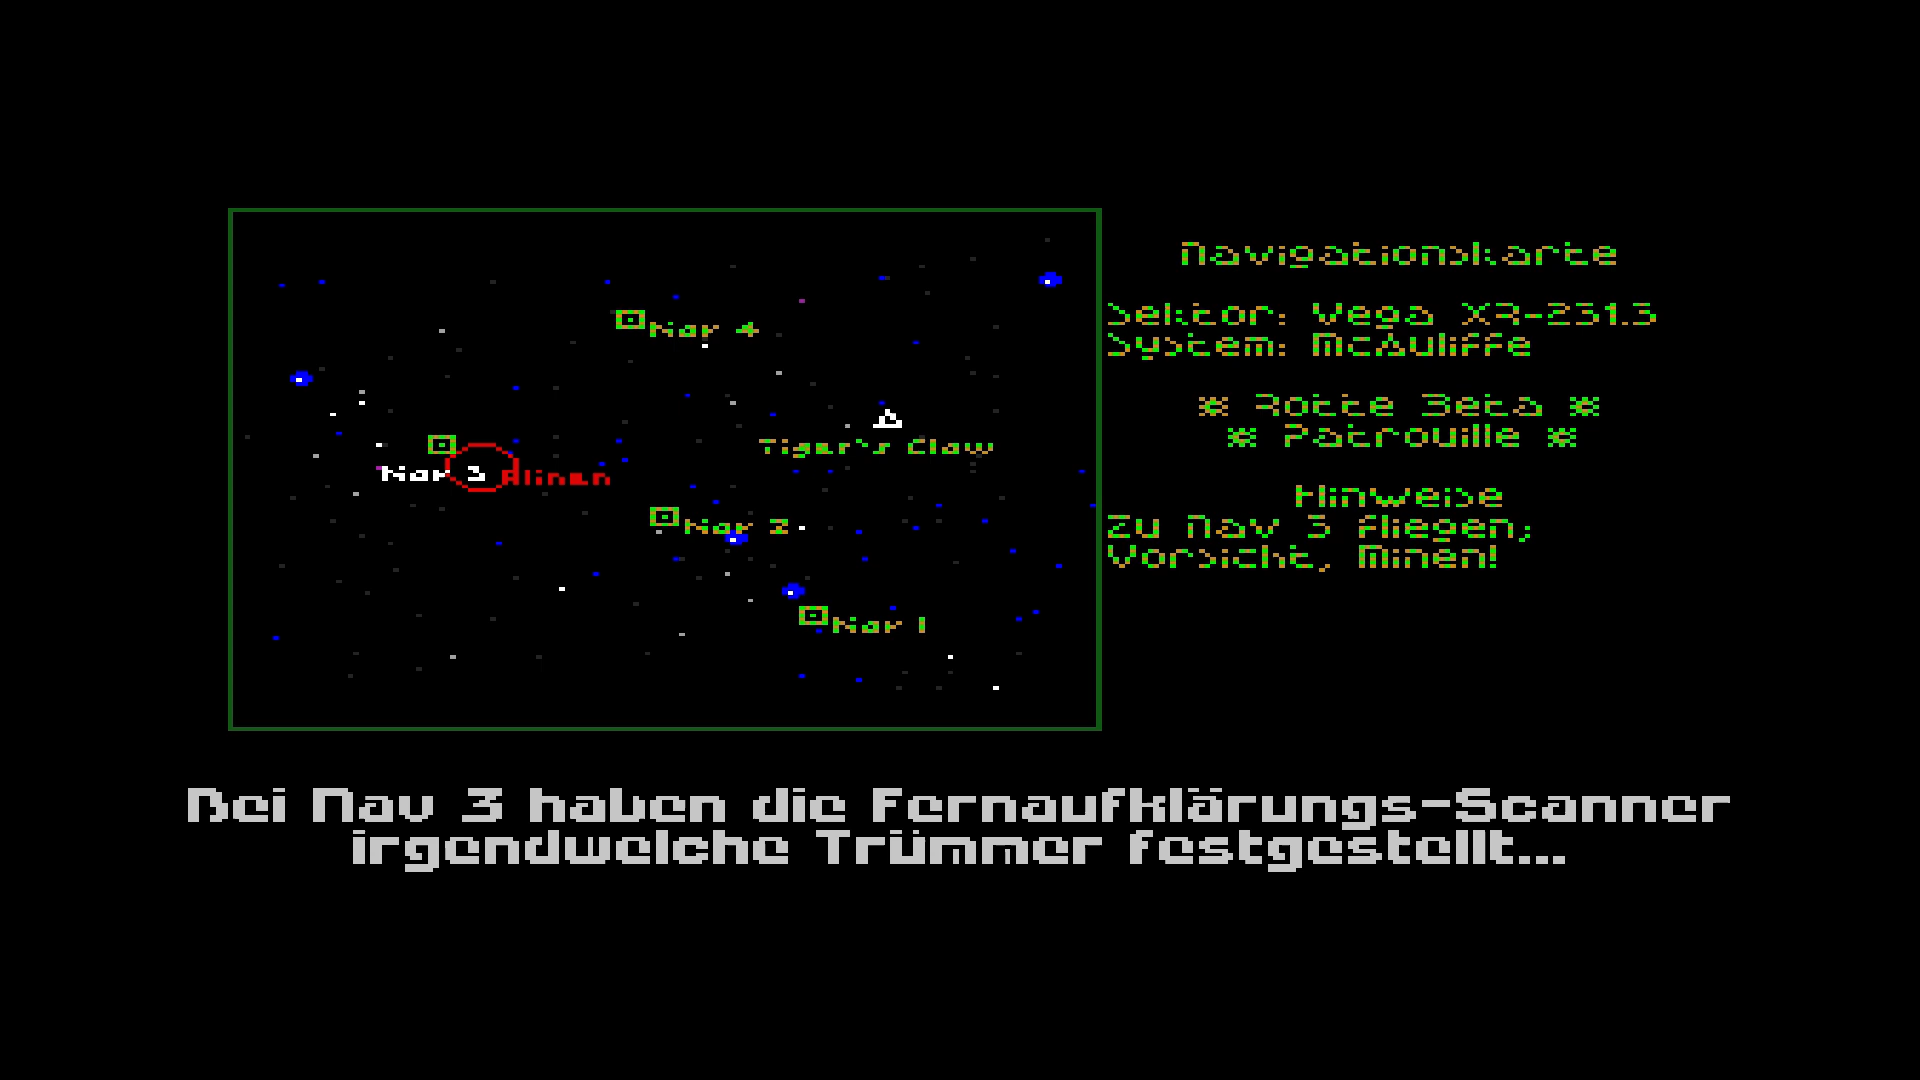 Navigationskarte
Sektor: Vega XR-2313
System: McAuliffe
* Rotte Beta *
* Patrouille *
Hinweise
Zu Nav 3 fliegen;
Vorsicht, Minen!
Nav 4
Tiger's Claw
Nav 3
Minen
Nav 2
Nav 1
Bei Nav 3 haben die Fernaufklärungs-Scanner
irgendwelche Trümmer festgestellt...